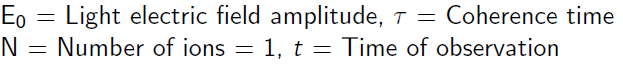 E₀ = Light electric field amplitude, τ = Coherence time
N = Number of ions = 1, t = Time of observation